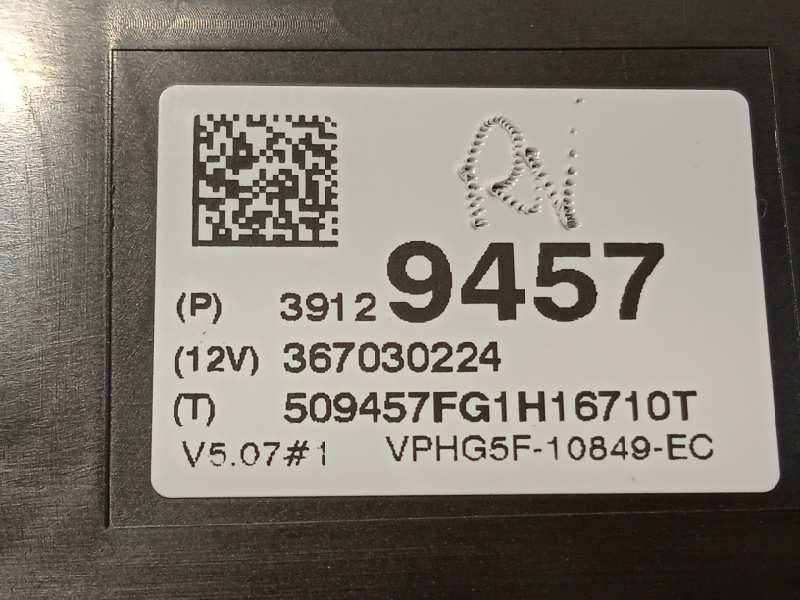 (P) 3912 9457
(12V) 367030224
(T) 509457FG1H16710T
V5.07#1 VPHG5F-10849-EC